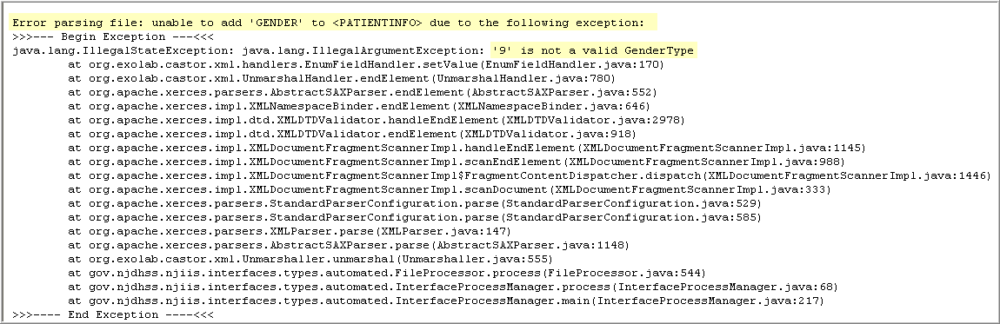 Error parsing file: unable to add 'GENDER' to <PATIENTINFO> due to the following exception:
>>>--- Begin Exception ---<<<
java.lang.IllegalStateException: java.lang.IllegalArgumentException: '9' is not a valid GenderType
at org.exolab.castor.xml.handlers.EnumFieldHandler.setValue(EnumFieldHandler.java:170)
at org.exolab.castor.xml.UnmarshalHandler.endElement(UnmarshalHandler.java:780)
at org.apache.xerces.parsers.AbstractSAXParser.endElement(AbstractSAXParser.java:552)
at org.apache.xerces.impl.XMLNamespaceBinder.endElement(XMLNamespaceBinder.java:646)
at org.apache.xerces.impl.dtd.XMLDTDValidator.handleEndElement(XMLDTDValidator.java:2978)
at org.apache.xerces.impl.dtd.XMLDTDValidator.endElement(XMLDTDValidator.java:918)
at org.apache.xerces.impl.XMLDocumentFragmentScannerImpl.handleEndElement(XMLDocumentFragmentScannerImpl.java:1145)
at org.apache.xerces.impl.XMLDocumentFragmentScannerImpl.scanEndElement(XMLDocumentFragmentScannerImpl.java:988)
at org.apache.xerces.impl.XMLDocumentFragmentScannerImpl$FragmentContentDispatcher.dispatch(XMLDocumentFragmentScannerImpl.java:1446)
at org.apache.xerces.impl.XMLDocumentFragmentScannerImpl.scanDocument(XMLDocumentFragmentScannerImpl.java:333)
at org.apache.xerces.parsers.StandardParserConfiguration.parse(StandardParserConfiguration.java:529)
at org.apache.xerces.parsers.StandardParserConfiguration.parse(StandardParserConfiguration.java:585)
at org.apache.xerces.parsers.XMLParser.parse(XMLParser.java:147)
at org.apache.xerces.parsers.AbstractSAXParser.parse(AbstractSAXParser.java:1148)
at org.exolab.castor.xml.Unmarshaller.unmarshal(Unmarshaller.java:555)
at gov.njdhss.njiis.interfaces.types.automated.FileProcessor.process(FileProcessor.java:544)
at gov.njdhss.njiis.interfaces.types.automated.InterfaceProcessManager.process(InterfaceProcessManager.java:68)
at gov.njdhss.njiis.interfaces.types.automated.InterfaceProcessManager.main(InterfaceProcessManager.java:217)
>>>---- End Exception ----<<<